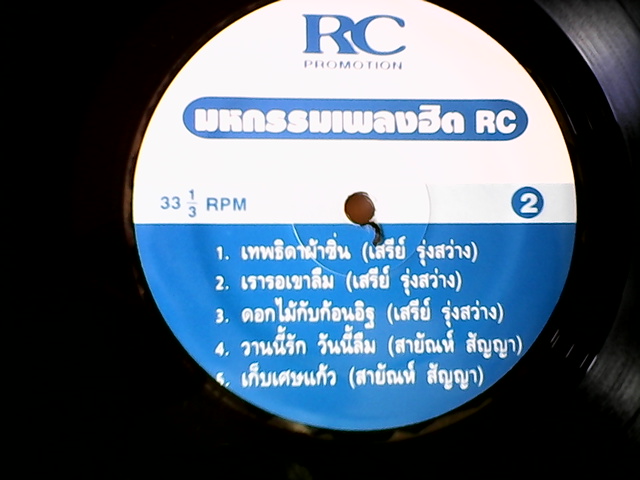 RC
PROMOTION
มหกรรมเพลงฮิต RC
33 1/3 RPM
2
1. เทพธิดาผ้าซิ่น (เสรีย์ รุ่งสว่าง)
2. เรารอเขาลืม (เสรีย์ รุ่งสว่าง)
3. ดอกไม้กับก้อนอิฐ (เสรีย์ รุ่งสว่าง)
4. วานนี้รัก วันนี้ลืม (สายัณห์ สัญญา)
5. เก็บเศษแก้ว (สายัณห์ สัญญา)